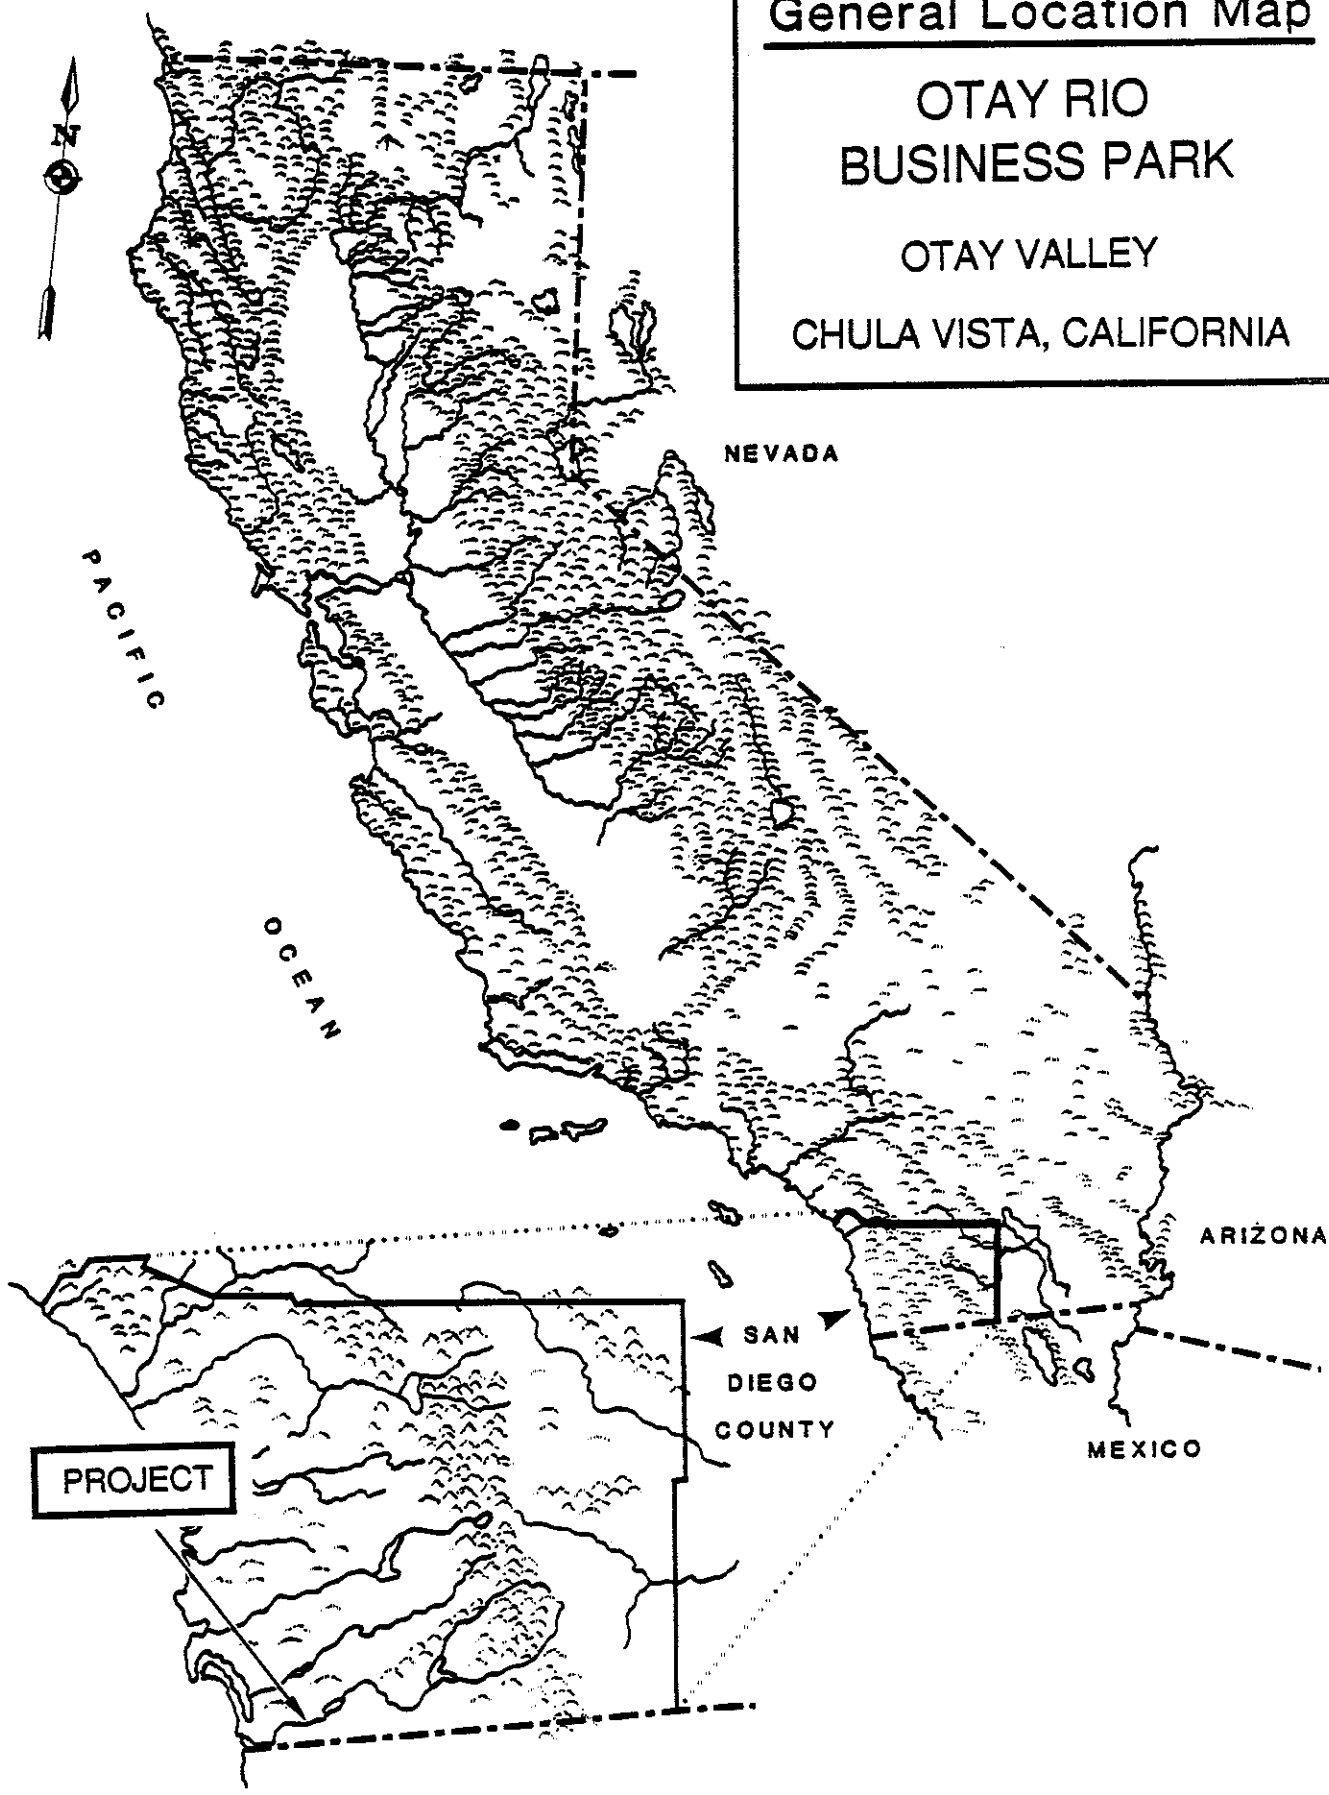 General Location Map
OTAY RIO
BUSINESS PARK
OTAY VALLEY
CHULA VISTA, CALIFORNIA
N
NEVADA
PACIFIC
OCEAN
ARIZONA
SAN
DIEGO
COUNTY
MEXICO
PROJECT